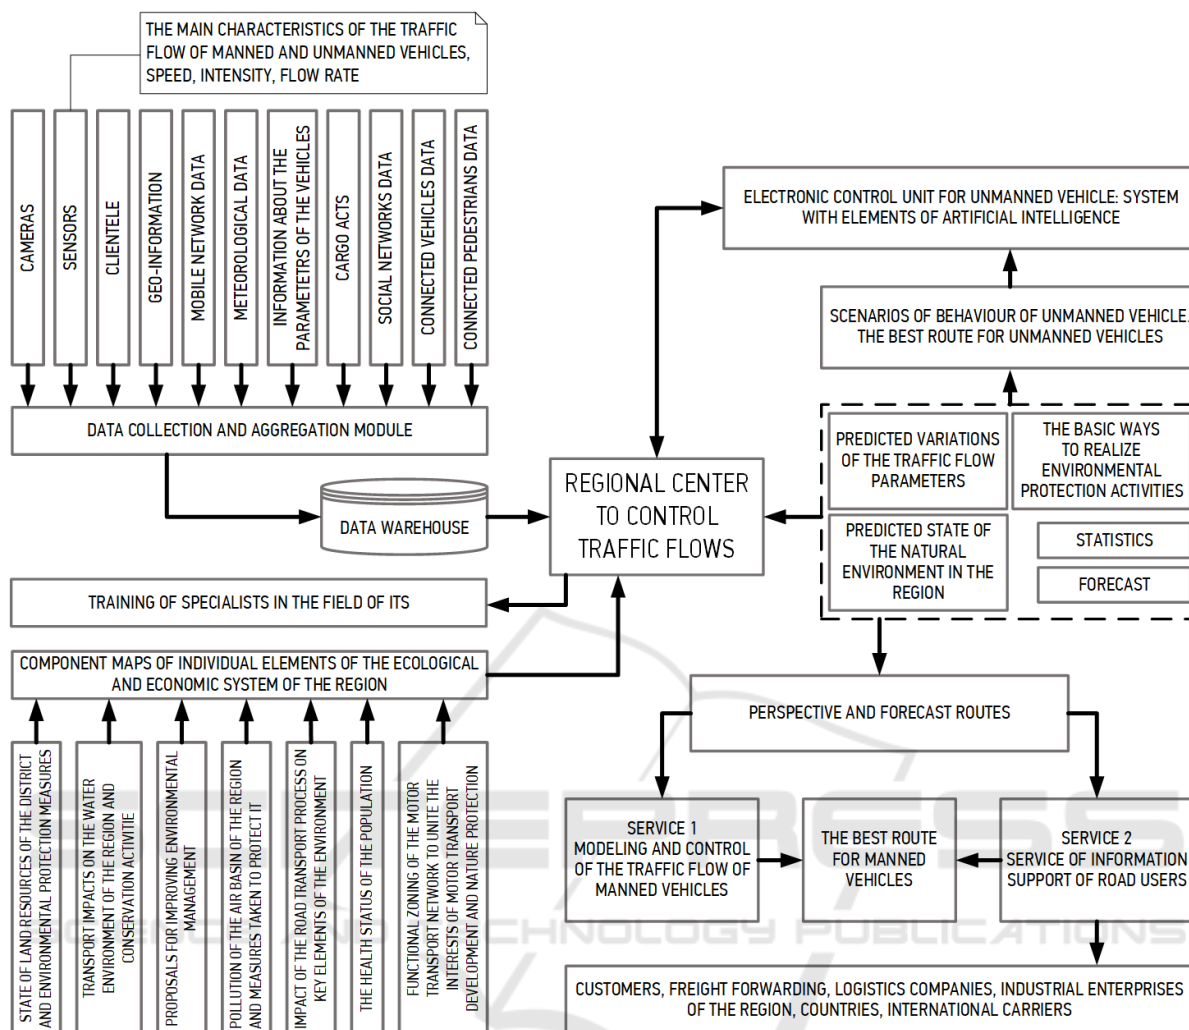 THE MAIN CHARACTERISTICS OF THE TRAFFIC
FLOW OF MANNED AND UNMANNED VEHICLES,
SPEED, INTENSITY, FLOW RATE
CAMERAS
SENSORS
CLIENTELE
GEO-INFORMATION
MOBILE NETWORK DATA
METEOROLOGICAL DATA
INFORMATION ABOUT THE
PARAMETETRS OF THE VEHICLES
CARGO ACTS
SOCIAL NETWORKS DATA
CONNECTED VEHICLES DATA
CONNECTED PEDESTRIANS DATA
DATA COLLECTION AND AGGREGATION MODULE
DATA WAREHOUSE
REGIONAL CENTER
TO CONTROL
TRAFFIC FLOWS
ELECTRONIC CONTROL UNIT FOR UNMANNED VEHICLE: SYSTEM
WITH ELEMENTS OF ARTIFICIAL INTELLIGENCE
SCENARIOS OF BEHAVIOUR OF UNMANNED VEHICLE.
THE BEST ROUTE FOR UNMANNED VEHICLES
PREDICTED VARIATIONS
OF THE TRAFFIC FLOW
PARAMETERS
THE BASIC WAYS
TO REALIZE
ENVIRONMENTAL
PROTECTION ACTIVITIES
PREDICTED STATE OF
THE NATURAL
ENVIRONMENT IN THE
REGION
STATISTICS
FORECAST
TRAINING OF SPECIALISTS IN THE FIELD OF ITS
COMPONENT MAPS OF INDIVIDUAL ELEMENTS OF THE ECOLOGICAL
AND ECONOMIC SYSTEM OF THE REGION
STATE OF LAND RESOURCES OF THE DISTRICT
AND ENVIRONMENTAL PROTECTION MEASURES
TRANSPORT IMPACTS ON THE WATER
ENVIRONMENT OF THE REGION AND
CONSERVATION ACTIVITIE
PROPOSALS FOR IMPROVING ENVIRONMENTAL
MANAGEMENT
POLLUTION OF THE AIR BASIN OF THE REGION
AND MEASURES TAKEN TO PROTECT IT
IMPACT OF THE ROAD TRANSPORT PROCESS ON
KEY ELEMENTS OF THE ENVIRONMENT
THE HEALTH STATUS OF THE POPULATION
FUNCTIONAL ZONING OF THE MOTOR
TRANSPORT NETWORK TO UNITE THE
INTERESTS OF MOTOR TRANSPORT
DEVELOPMENT AND NATURE PROTECTION
PERSPECTIVE AND FORECAST ROUTES
SERVICE 1
MODELING AND CONTROL
OF THE TRAFFIC FLOW OF
MANNED VEHICLES
THE BEST ROUTE
FOR MANNED
VEHICLES
SERVICE 2
SERVICE OF INFORMATION
SUPPORT OF ROAD USERS
CUSTOMERS, FREIGHT FORWARDING, LOGISTICS COMPANIES, INDUSTRIAL ENTERPRISES
OF THE REGION, COUNTRIES, INTERNATIONAL CARRIERS
SCITEPRESS
SCIENCE AND TECHNOLOGY PUBLICATIONS